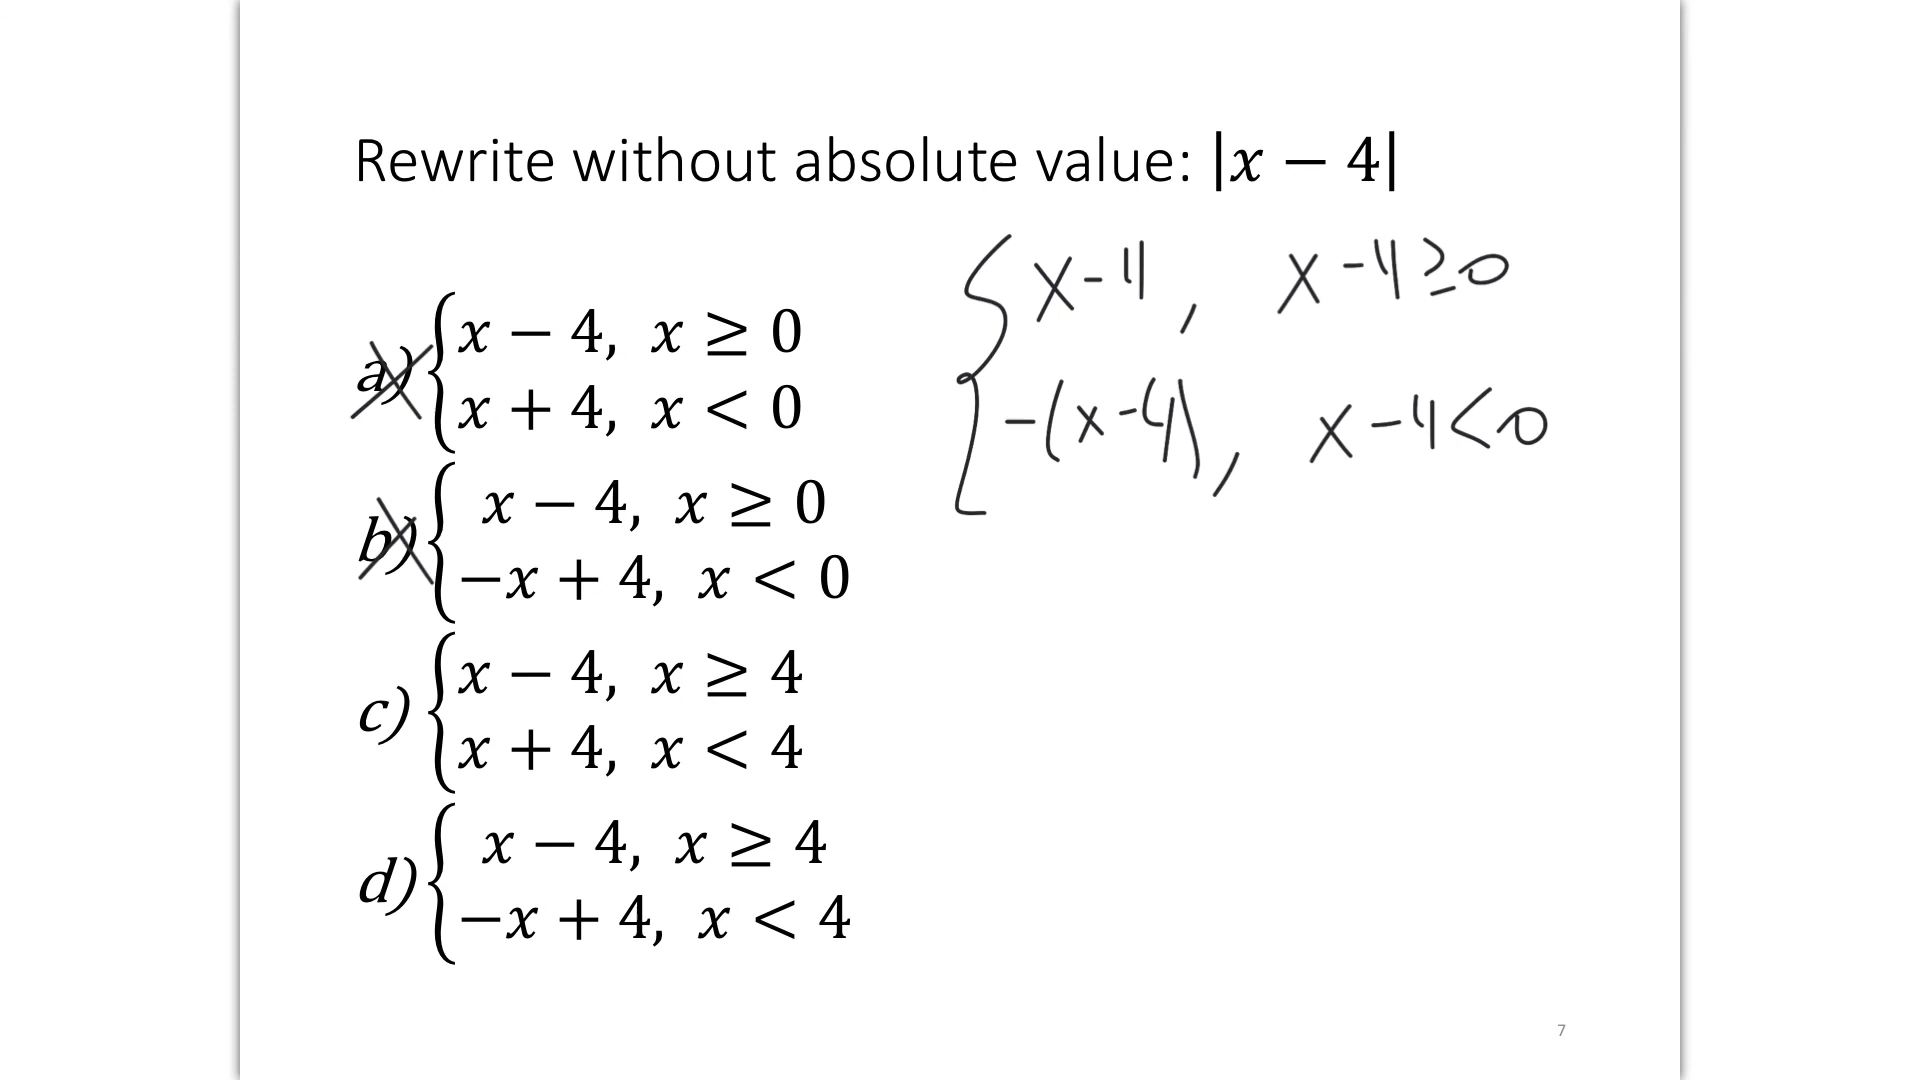 Rewrite without absolute value: |x − 4|
a) { x − 4, x ≥ 0
x + 4, x < 0
b) { x − 4, x ≥ 0
−x + 4, x < 0
c) { x − 4, x ≥ 4
x + 4, x < 4
d) { x − 4, x ≥ 4
−x + 4, x < 4
{ x-4, x-4≥0
-(x-4), x-4<0
7